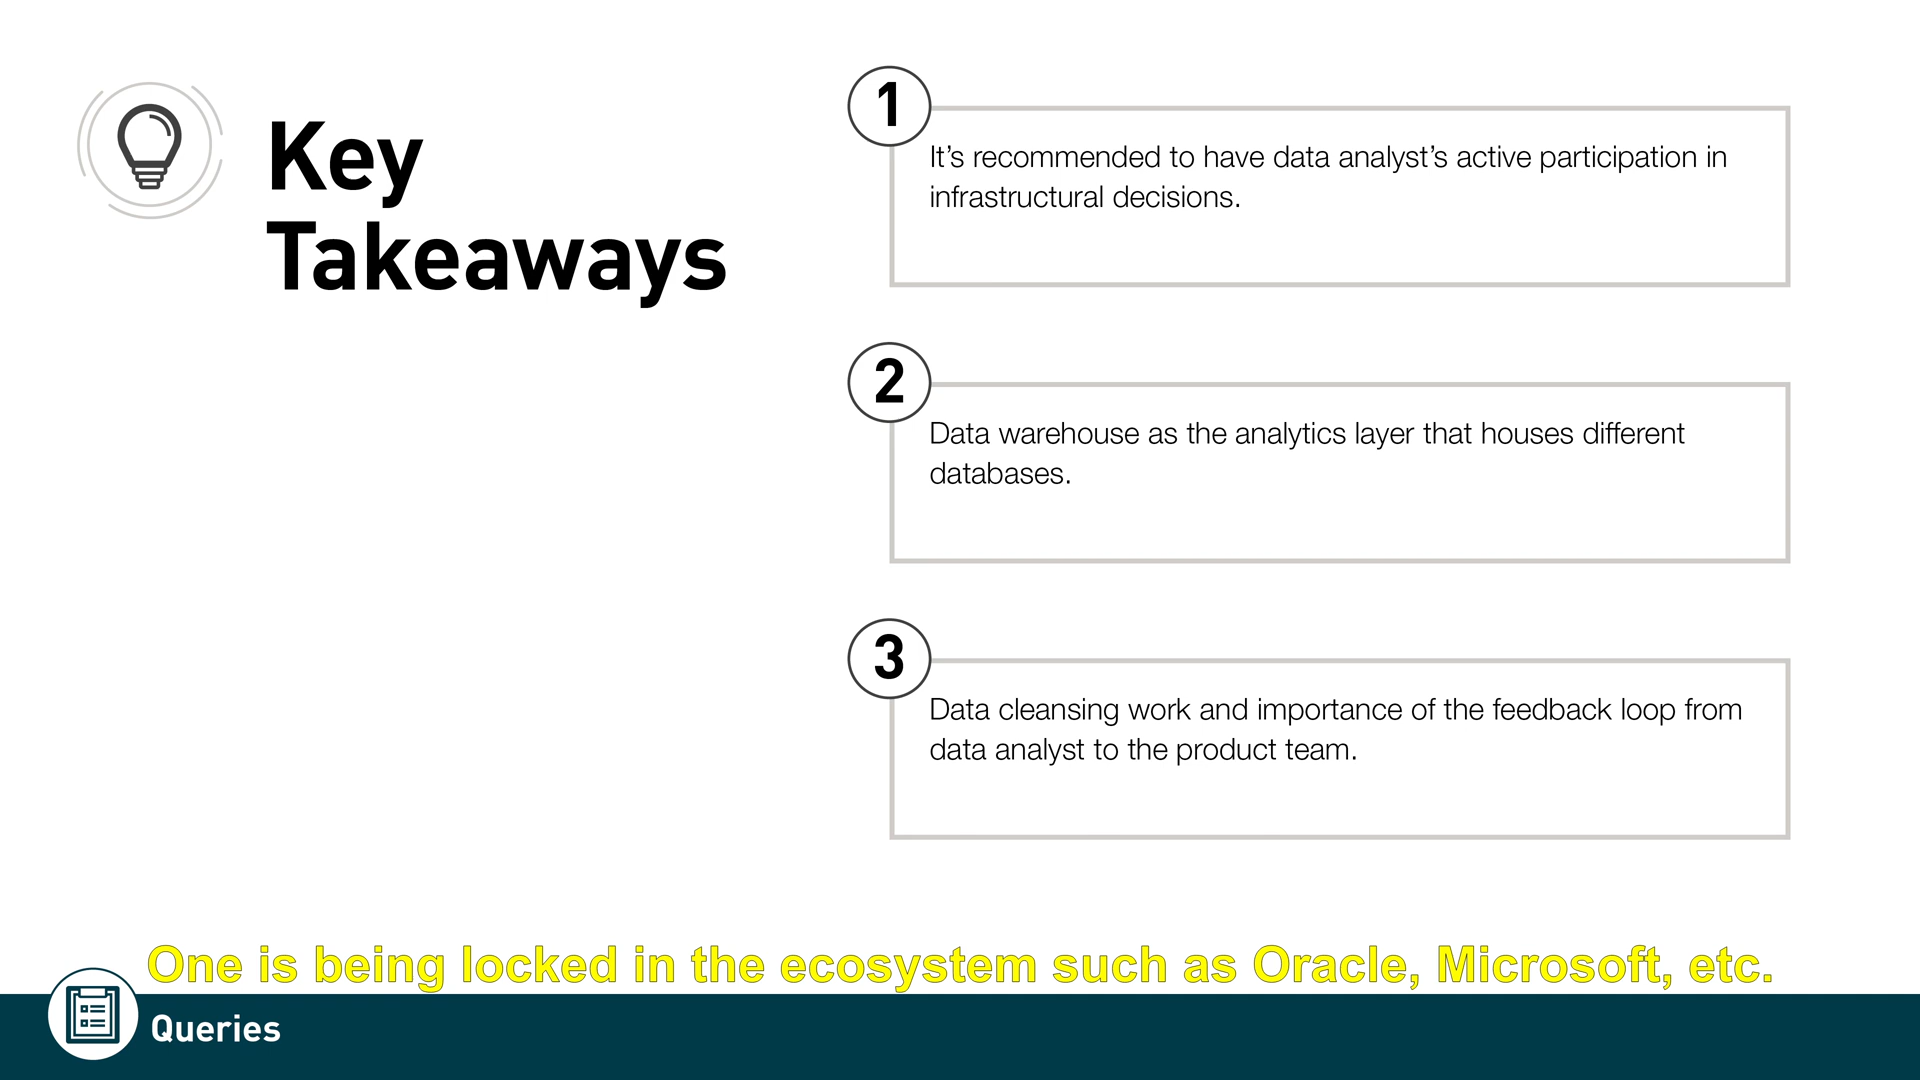 Key
Takeaways
1
It’s recommended to have data analyst’s active participation in
infrastructural decisions.
2
Data warehouse as the analytics layer that houses different
databases.
3
Data cleansing work and importance of the feedback loop from
data analyst to the product team.
One is being locked in the ecosystem such as Oracle, Microsoft, etc.
Queries